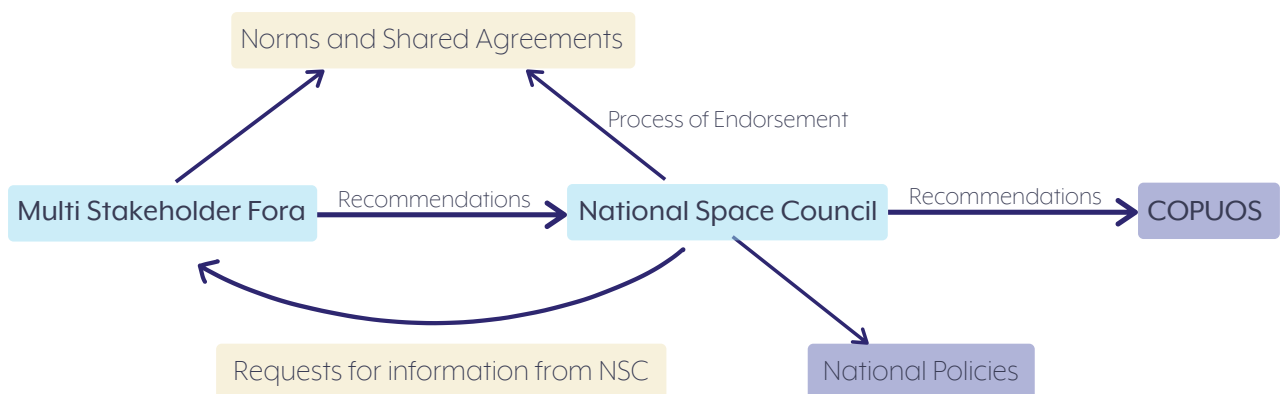 Norms and Shared Agreements
Process of Endorsement
Multi Stakeholder Fora
Recommendations
National Space Council
Recommendations
COPUOS
Requests for information from NSC
National Policies